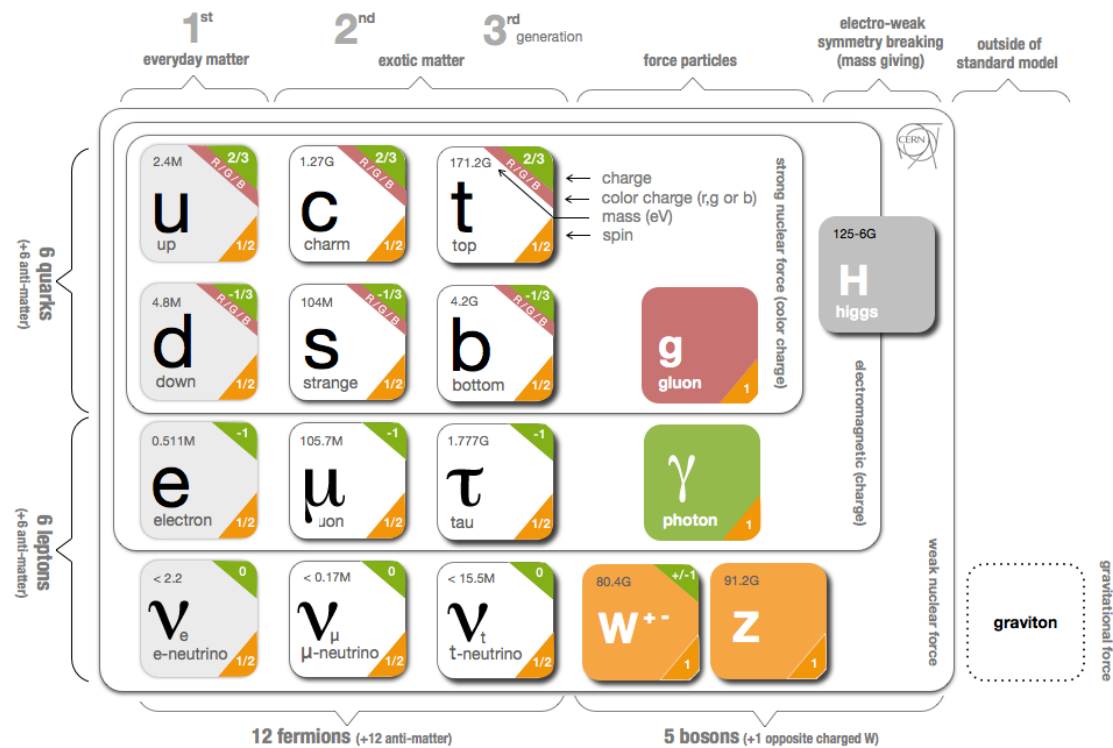 1st
2nd
3rd generation
everyday matter
exotic matter
force particles
electro-weak
symmetry breaking
(mass giving)
outside of
standard model
CERN
6 quarks
(+6 anti-matter)
2.4M
2/3
R/G/B
u
up
1/2
1.27G
2/3
R/G/B
c
charm
1/2
171.2G
2/3
R/G/B
t
top
1/2
charge
color charge (r,g or b)
mass (eV)
spin
4.8M
-1/3
R/G/B
d
down
1/2
104M
-1/3
R/G/B
s
strange
1/2
4.2G
-1/3
R/G/B
b
bottom
1/2
g
gluon
1
strong nuclear force (color charge)
125-6G
H
higgs
6 leptons
(+6 anti-matter)
0.511M
-1
e
electron
1/2
105.7M
-1
μ
uon
1/2
1.777G
-1
τ
tau
1/2
γ
photon
1
electromagnetic (charge)
< 2.2
0
νe
e-neutrino
1/2
< 0.17M
0
νμ
μ-neutrino
1/2
< 15.5M
0
νt
t-neutrino
1/2
80.4G
+/-1
W+-
1
91.2G
Z
1
weak nuclear force
graviton
gravitational force
12 fermions (+12 anti-matter)
5 bosons (+1 opposite charged W)